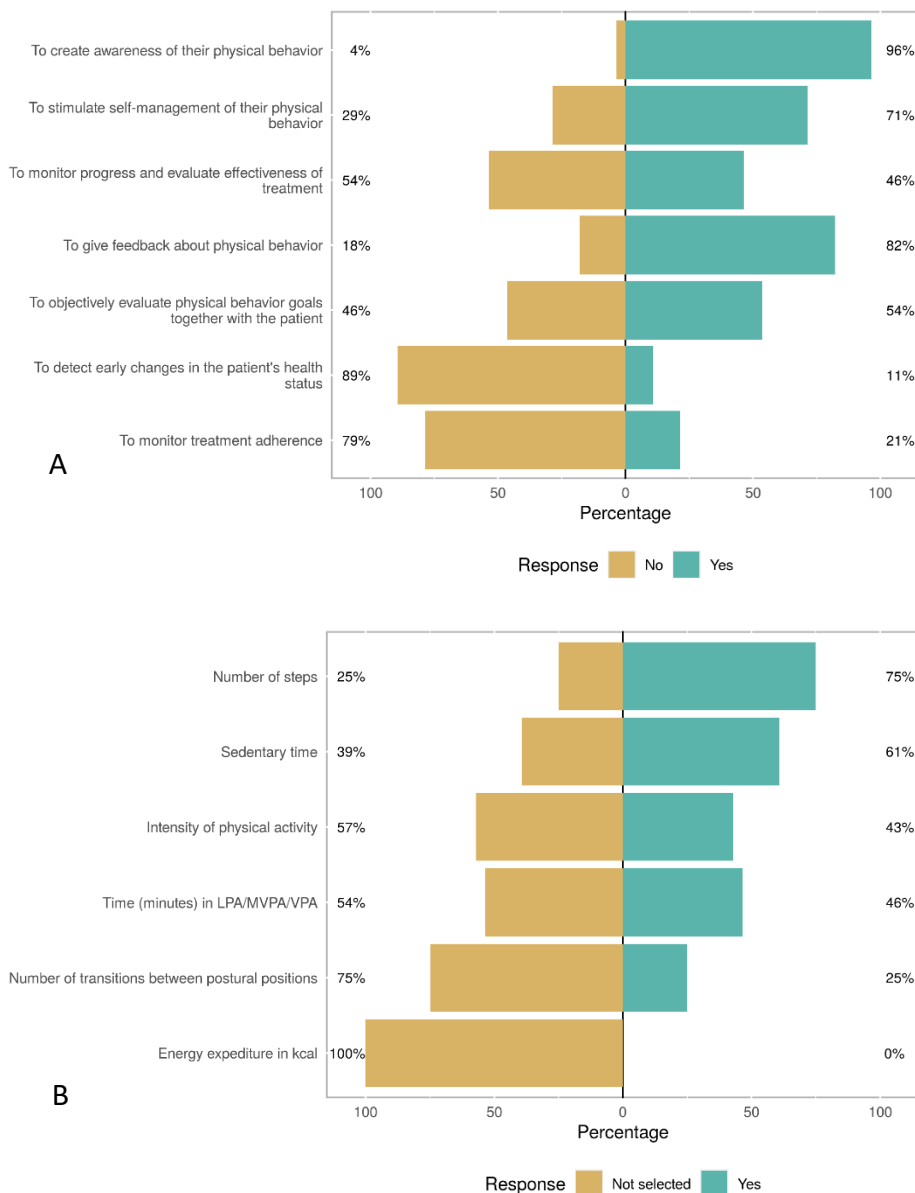 To create awareness of their physical behavior 4% 96%
To stimulate self-management of their physical
behavior 29% 71%
To monitor progress and evaluate effectiveness of
treatment 54% 46%
To give feedback about physical behavior 18% 82%
To objectively evaluate physical behavior goals
together with the patient 46% 54%
To detect early changes in the patient's health
status 89% 11%
To monitor treatment adherence 79% 21%
A
100 50 0 50 100
Percentage
Response No Yes
Number of steps 25% 75%
Sedentary time 39% 61%
Intensity of physical activity 57% 43%
Time (minutes) in LPA/MVPA/VPA 54% 46%
Number of transitions between postural positions 75% 25%
Energy expediture in kcal 100% 0%
B
100 50 0 50 100
Percentage
Response Not selected Yes